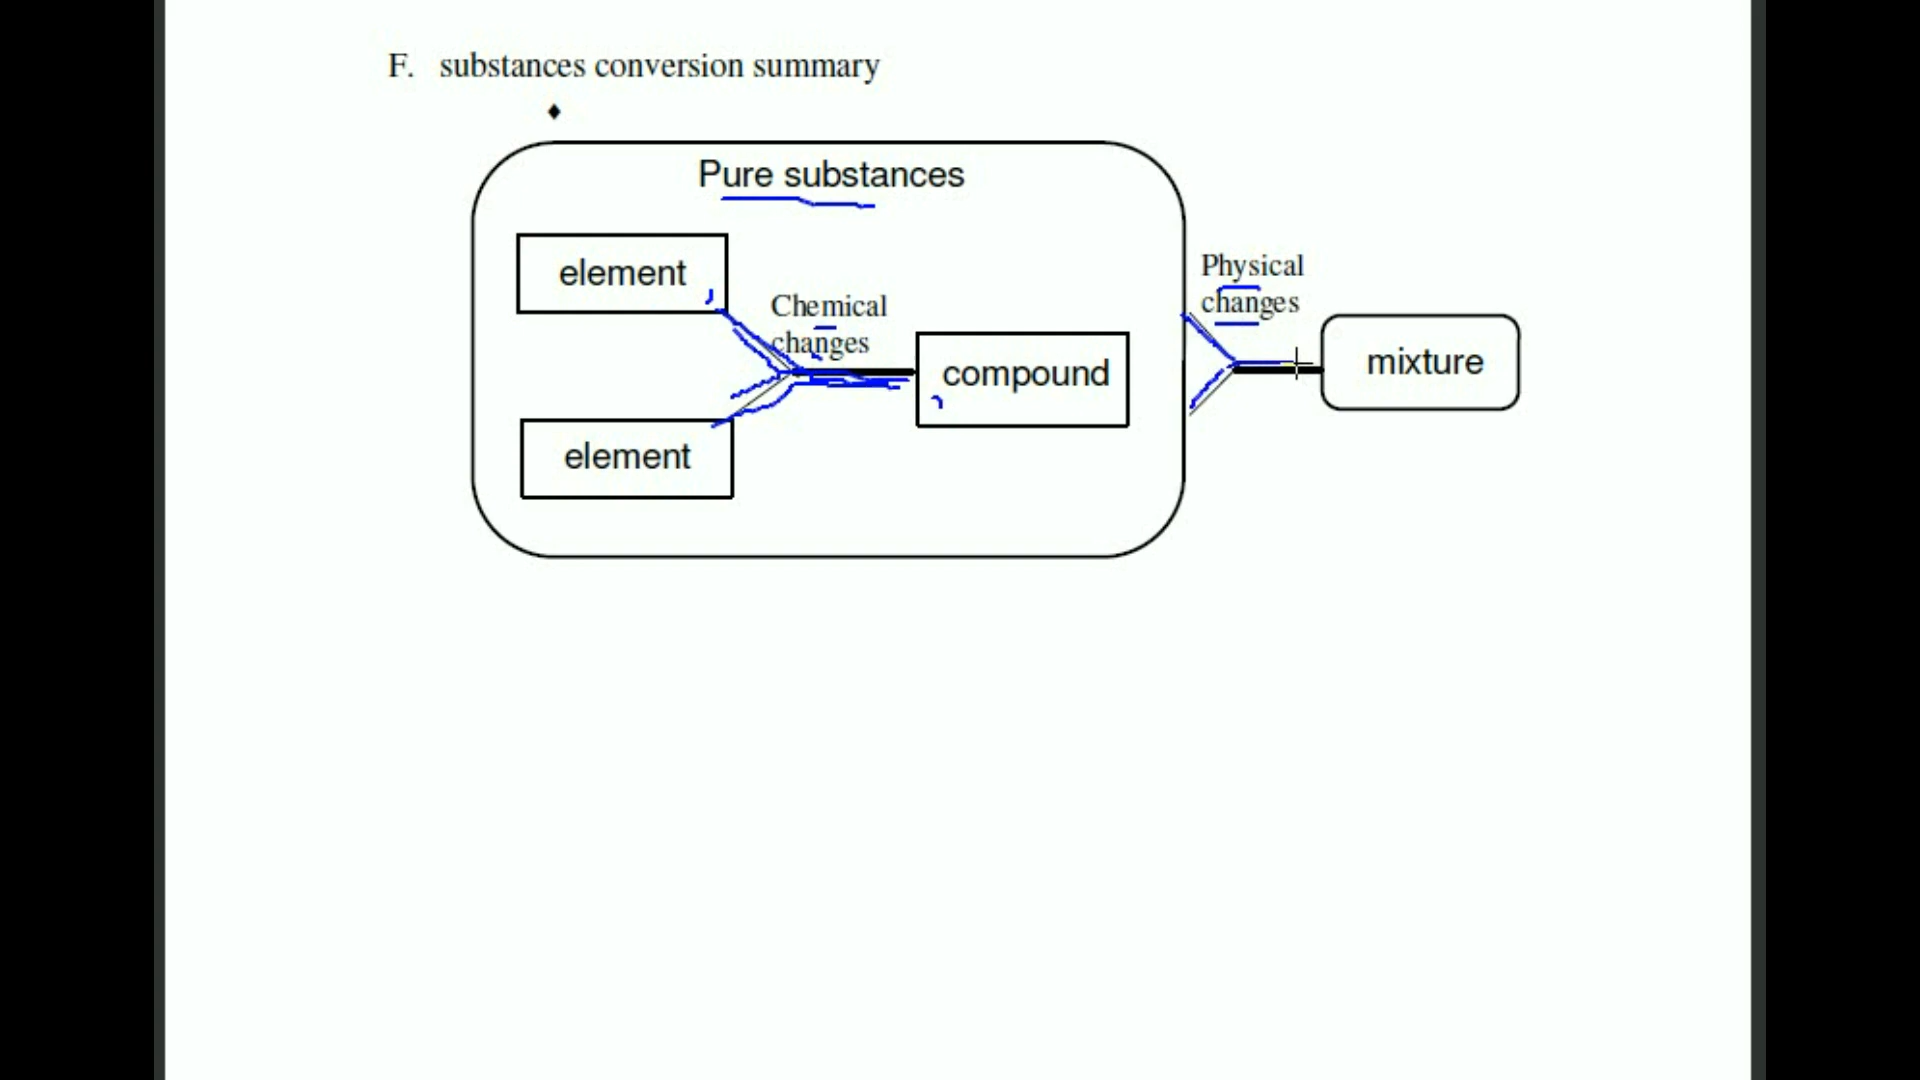 F. substances conversion summary
Pure substances
element
Chemical
changes
compound
element
Physical
changes
mixture